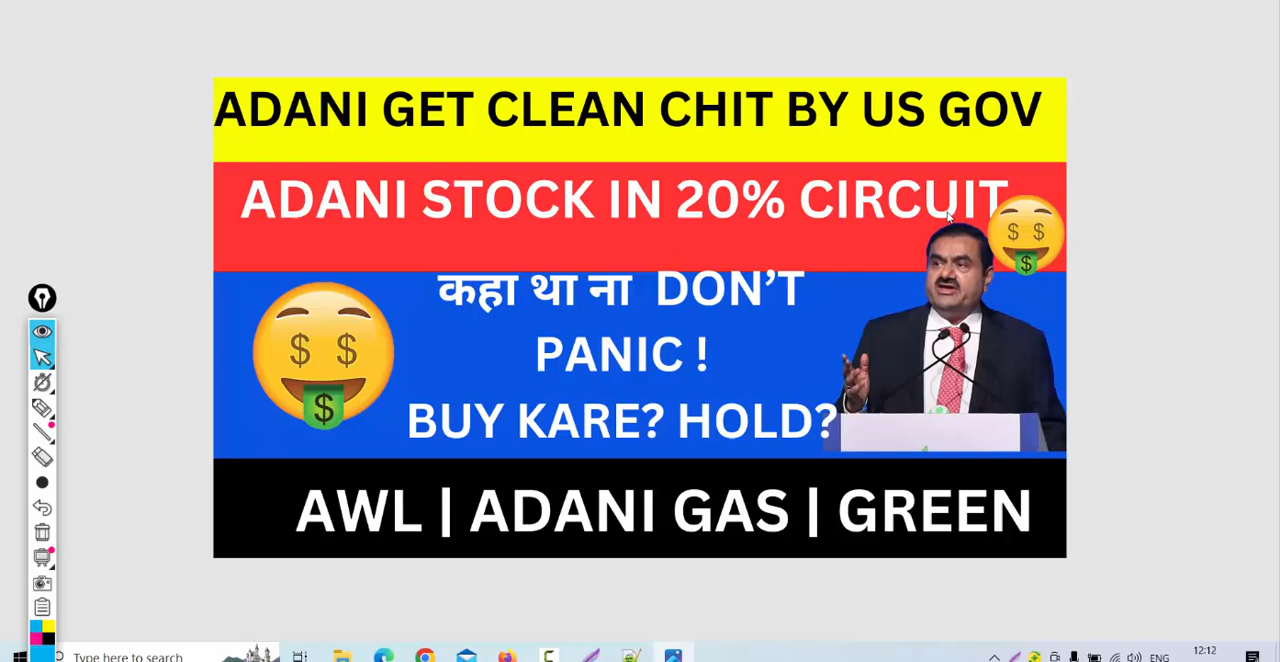 ADANI GET CLEAN CHIT BY US GOV
ADANI STOCK IN 20% CIRCUIT
कहा था ना DON’T
PANIC !
BUY KARE? HOLD?
AWL | ADANI GAS | GREEN
Type here to search
ENG
12:12